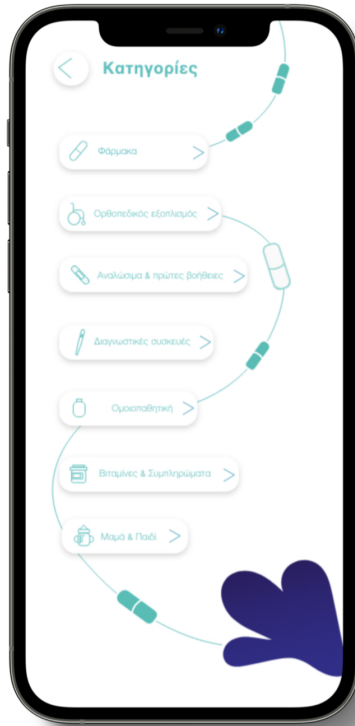 Κατηγορίες
Φάρμακα
Ορθοπεδικός εξοπλισμός
Αναλώσιμα & πρώτες βοήθειες
Διαγνωστικές συσκευές
Ομοιοπαθητική
Βιταμίνες & Συμπληρώματα
Μαμά & Παιδί